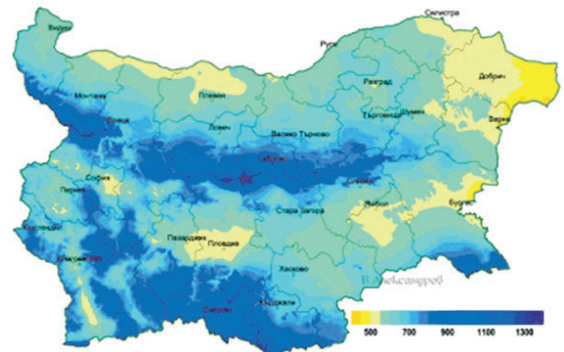 Силистра
Видин
Русе
Добрич
Разград
Монтана
Плевен
Шумен
Варна
Търговище
Враца
Ловеч
Велико Търново
Габрово
София
Сливен
Перник
Бургас
Ямбол
Стара Загора
Кюстендил
Пазарджик
Пловдив
Благоевград
Хасково
В.Александров
Смолян
Кърджали
500 700 900 1100 1300